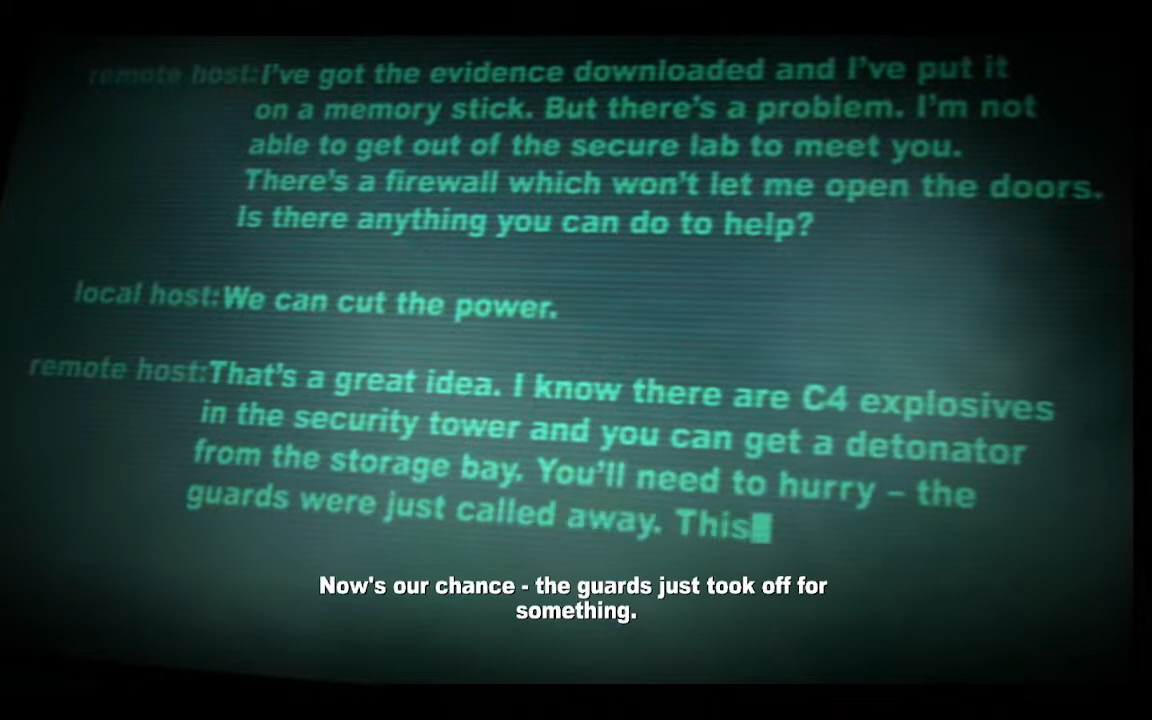 remote host:I've got the evidence downloaded and I've put it
on a memory stick. But there's a problem. I'm not
able to get out of the secure lab to meet you.
There's a firewall which won't let me open the doors.
Is there anything you can do to help?
local host:We can cut the power.
remote host:That's a great idea. I know there are C4 explosives
in the security tower and you can get a detonator
from the storage bay. You'll need to hurry – the
guards were just called away. This
Now's our chance - the guards just took off for
something.